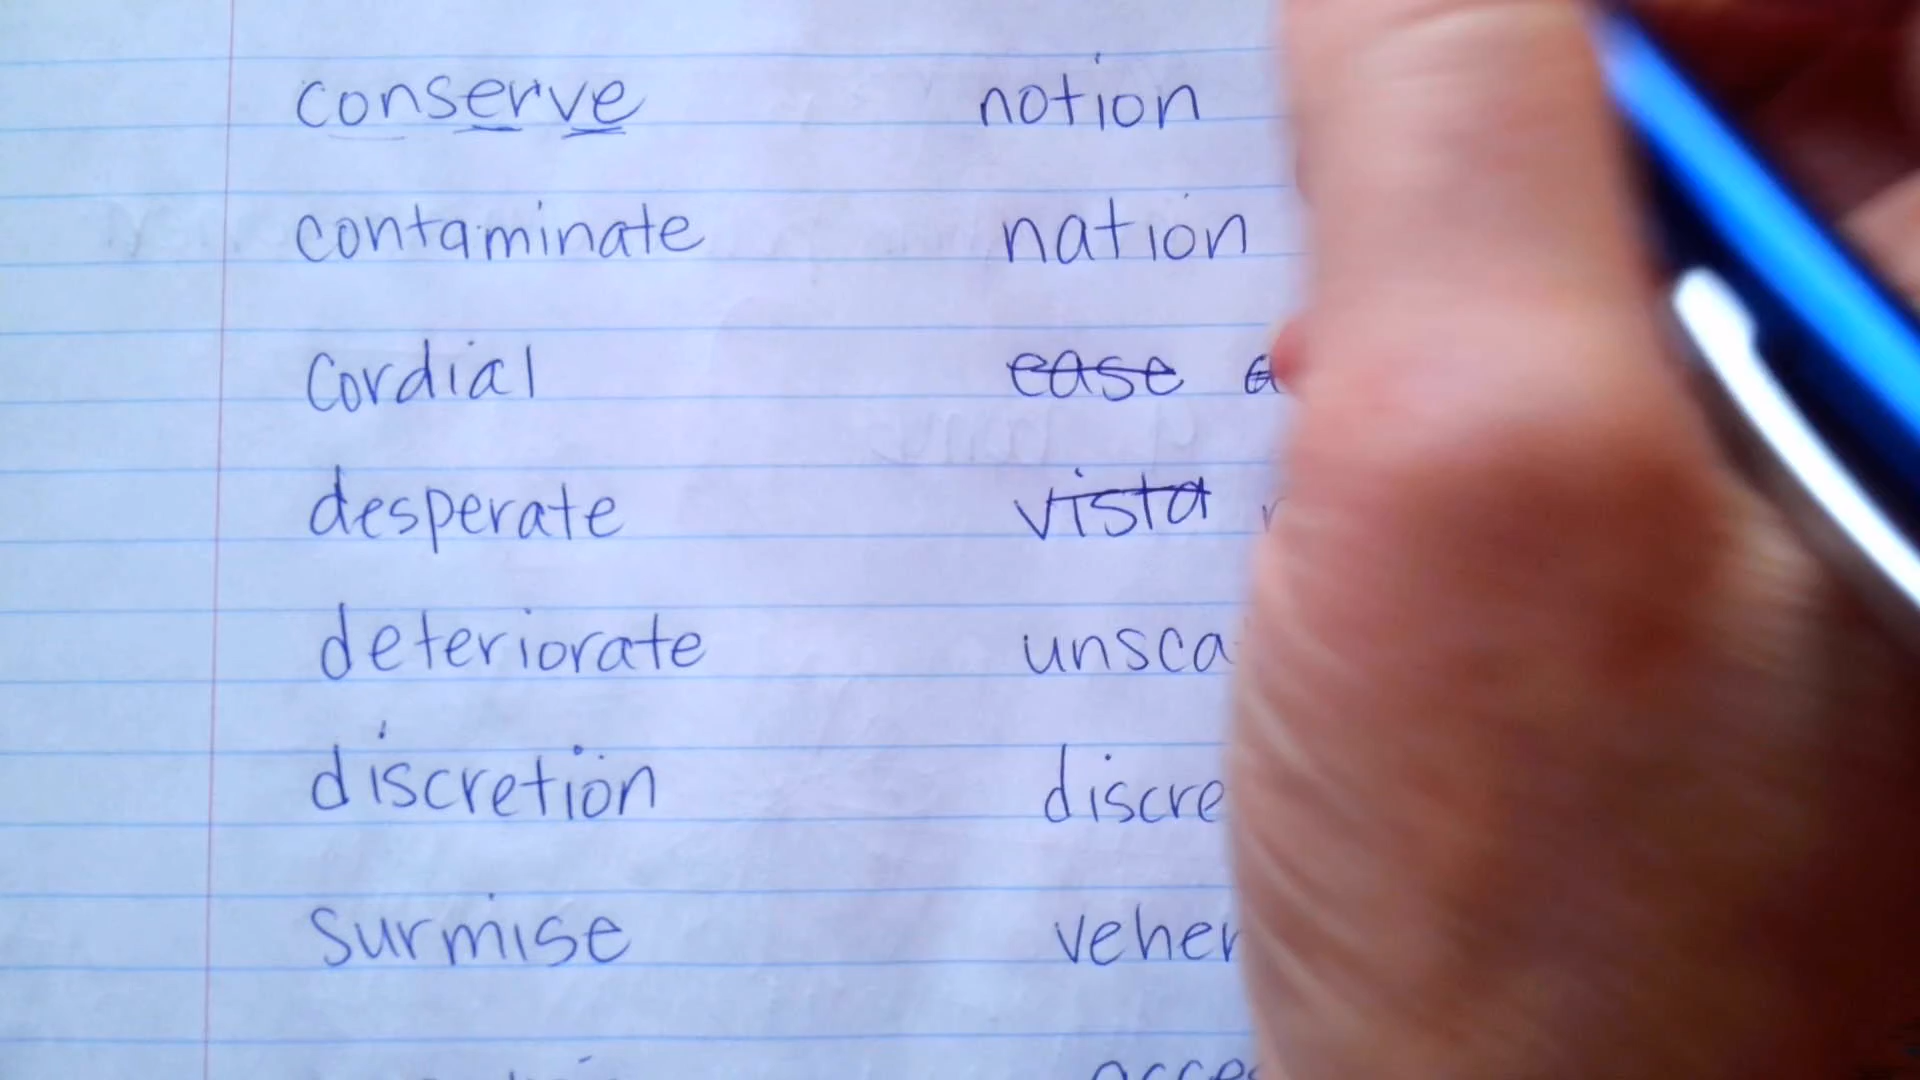 conserve notion
contaminate nation
cordial ease
desperate vista
deteriorate
discretion
surmise